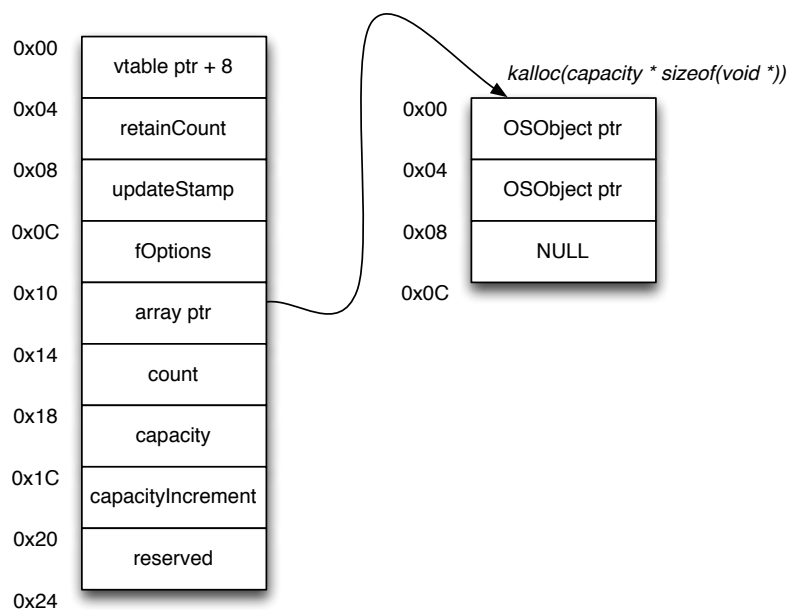 0x00
vtable ptr + 8
0x04
retainCount
0x08
updateStamp
0x0C
fOptions
0x10
array ptr
0x14
count
0x18
capacity
0x1C
capacityIncrement
0x20
reserved
0x24
kalloc(capacity * sizeof(void *))
0x00
OSObject ptr
0x04
OSObject ptr
0x08
NULL
0x0C